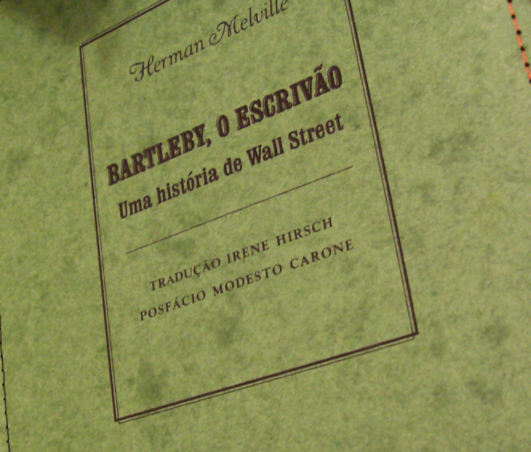 Herman Melville
BARTLEBY, O ESCRIVÃO
Uma história de Wall Street
TRADUÇÃO IRENE HIRSCH
POSFÁCIO MODESTO CARONE